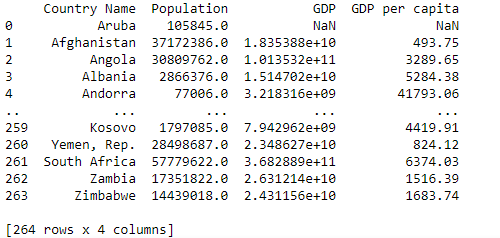 Country Name Population GDP GDP per capita
0 Aruba 105845.0 NaN NaN
1 Afghanistan 37172386.0 1.835388e+10 493.75
2 Angola 30809762.0 1.013532e+11 3289.65
3 Albania 2866376.0 1.514702e+10 5284.38
4 Andorra 77006.0 3.218316e+09 41793.06
.. ... ... ... ...
259 Kosovo 1797085.0 7.942962e+09 4419.91
260 Yemen, Rep. 28498687.0 2.348627e+10 824.12
261 South Africa 57779622.0 3.682889e+11 6374.03
262 Zambia 17351822.0 2.631214e+10 1516.39
263 Zimbabwe 14439018.0 2.431156e+10 1683.74
[264 rows x 4 columns]